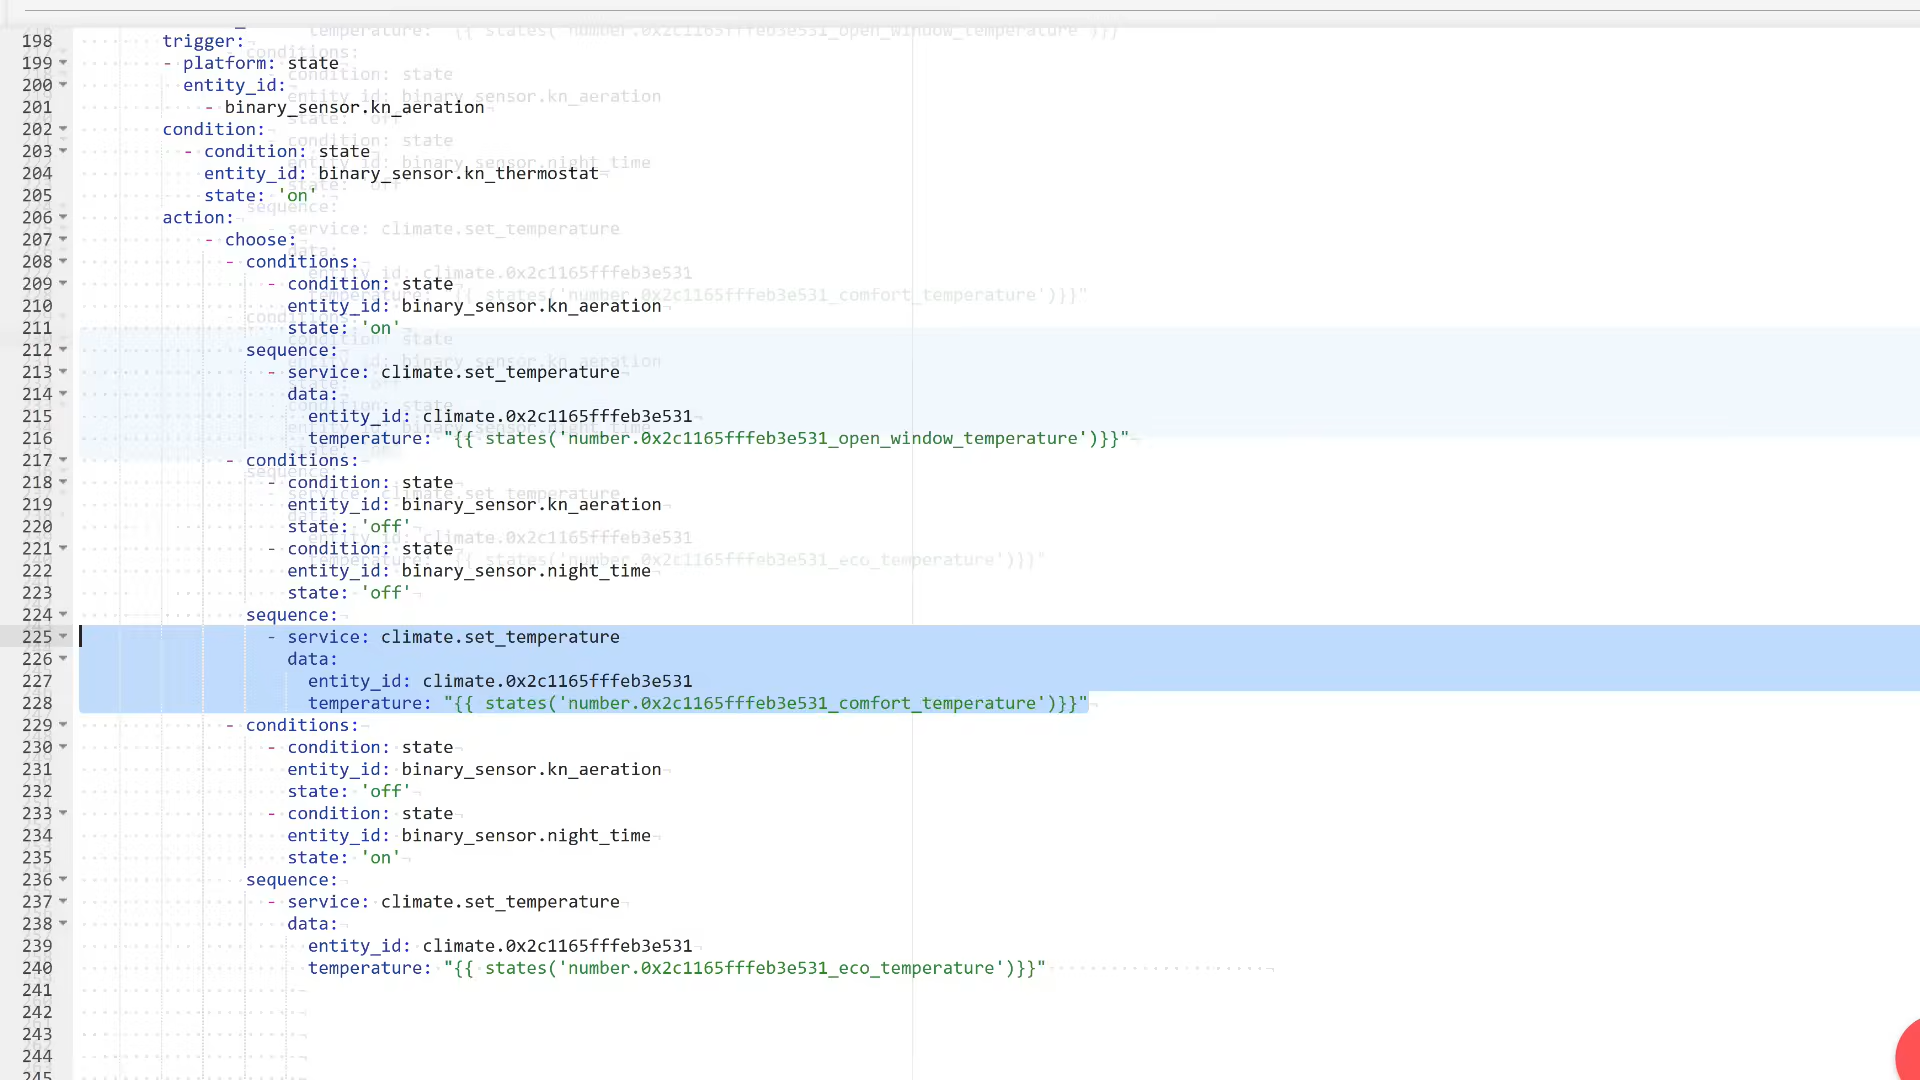 198 trigger:
199 - platform: state
200 entity_id:
201 - binary_sensor.kn_aeration
202 condition:
203 - condition: state
204 entity_id: binary_sensor.kn_thermostat
205 state: 'on'
206 action:
207 - choose:
208 - conditions:
209 - condition: state
210 entity_id: binary_sensor.kn_aeration
211 state: 'on'
212 sequence:
213 - service: climate.set_temperature
214 data:
215 entity_id: climate.0x2c1165fffeb3e531
216 temperature: "{{ states('number.0x2c1165fffeb3e531_open_window_temperature')}}"
217 - conditions:
218 - condition: state
219 entity_id: binary_sensor.kn_aeration
220 state: 'off'
221 - condition: state
222 entity_id: binary_sensor.night_time
223 state: 'off'
224 sequence:
225 - service: climate.set_temperature
226 data:
227 entity_id: climate.0x2c1165fffeb3e531
228 temperature: "{{ states('number.0x2c1165fffeb3e531_comfort_temperature')}}"
229 - conditions:
230 - condition: state
231 entity_id: binary_sensor.kn_aeration
232 state: 'off'
233 - condition: state
234 entity_id: binary_sensor.night_time
235 state: 'on'
236 sequence:
237 - service: climate.set_temperature
238 data:
239 entity_id: climate.0x2c1165fffeb3e531
240 temperature: "{{ states('number.0x2c1165fffeb3e531_eco_temperature')}}"
241
242
243
244
245